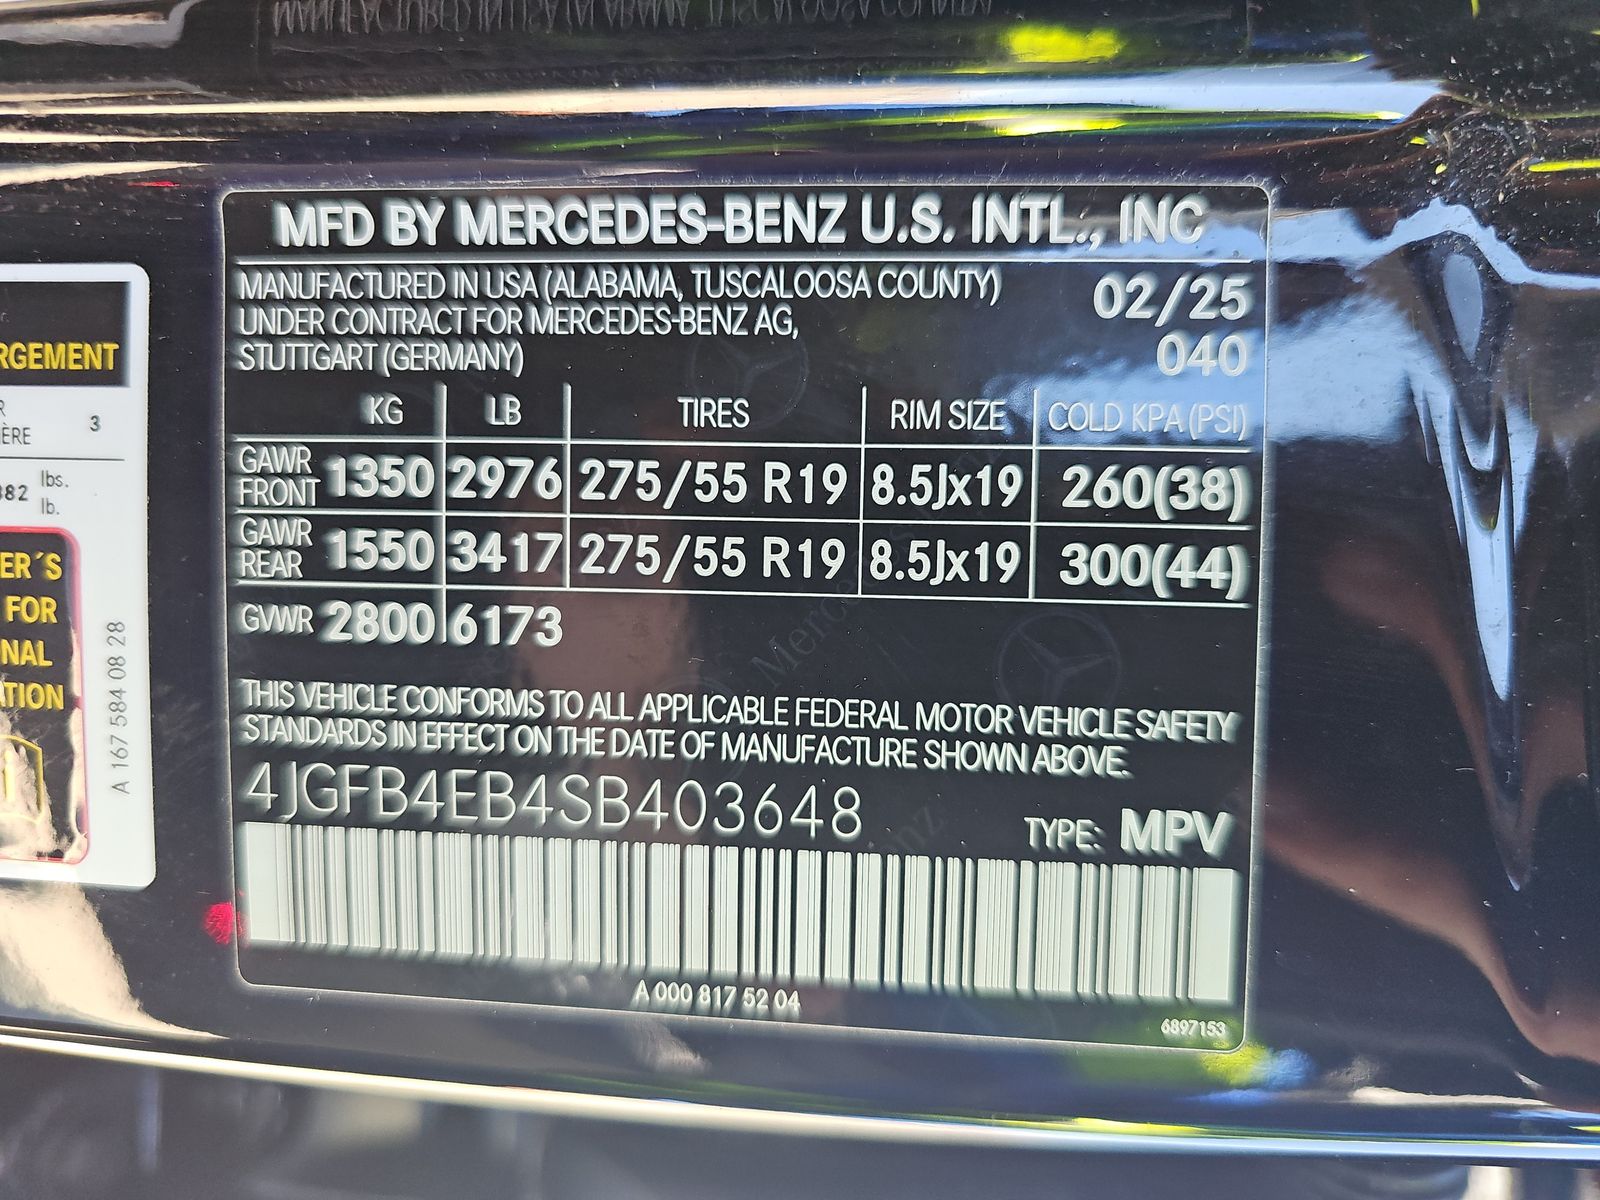 MFD BY MERCEDES-BENZ U.S. INTL., INC
MANUFACTURED IN USA (ALABAMA, TUSCALOOSA COUNTY) 02/25
UNDER CONTRACT FOR MERCEDES-BENZ AG,
STUTTGART (GERMANY) 040
KG LB TIRES RIM SIZE COLD KPA (PSI)
GAWR FRONT 1350 2976 275/55 R19 8.5Jx19 260(38)
GAWR REAR 1550 3417 275/55 R19 8.5Jx19 300(44)
GVWR 2800 6173
THIS VEHICLE CONFORMS TO ALL APPLICABLE FEDERAL MOTOR VEHICLE SAFETY
STANDARDS IN EFFECT ON THE DATE OF MANUFACTURE SHOWN ABOVE.
4JGFB4EB4SB403648
TYPE: MPV
A 000 817 52 04
6897153
3
lbs.
lb.
FOR
A 167 584 08 28